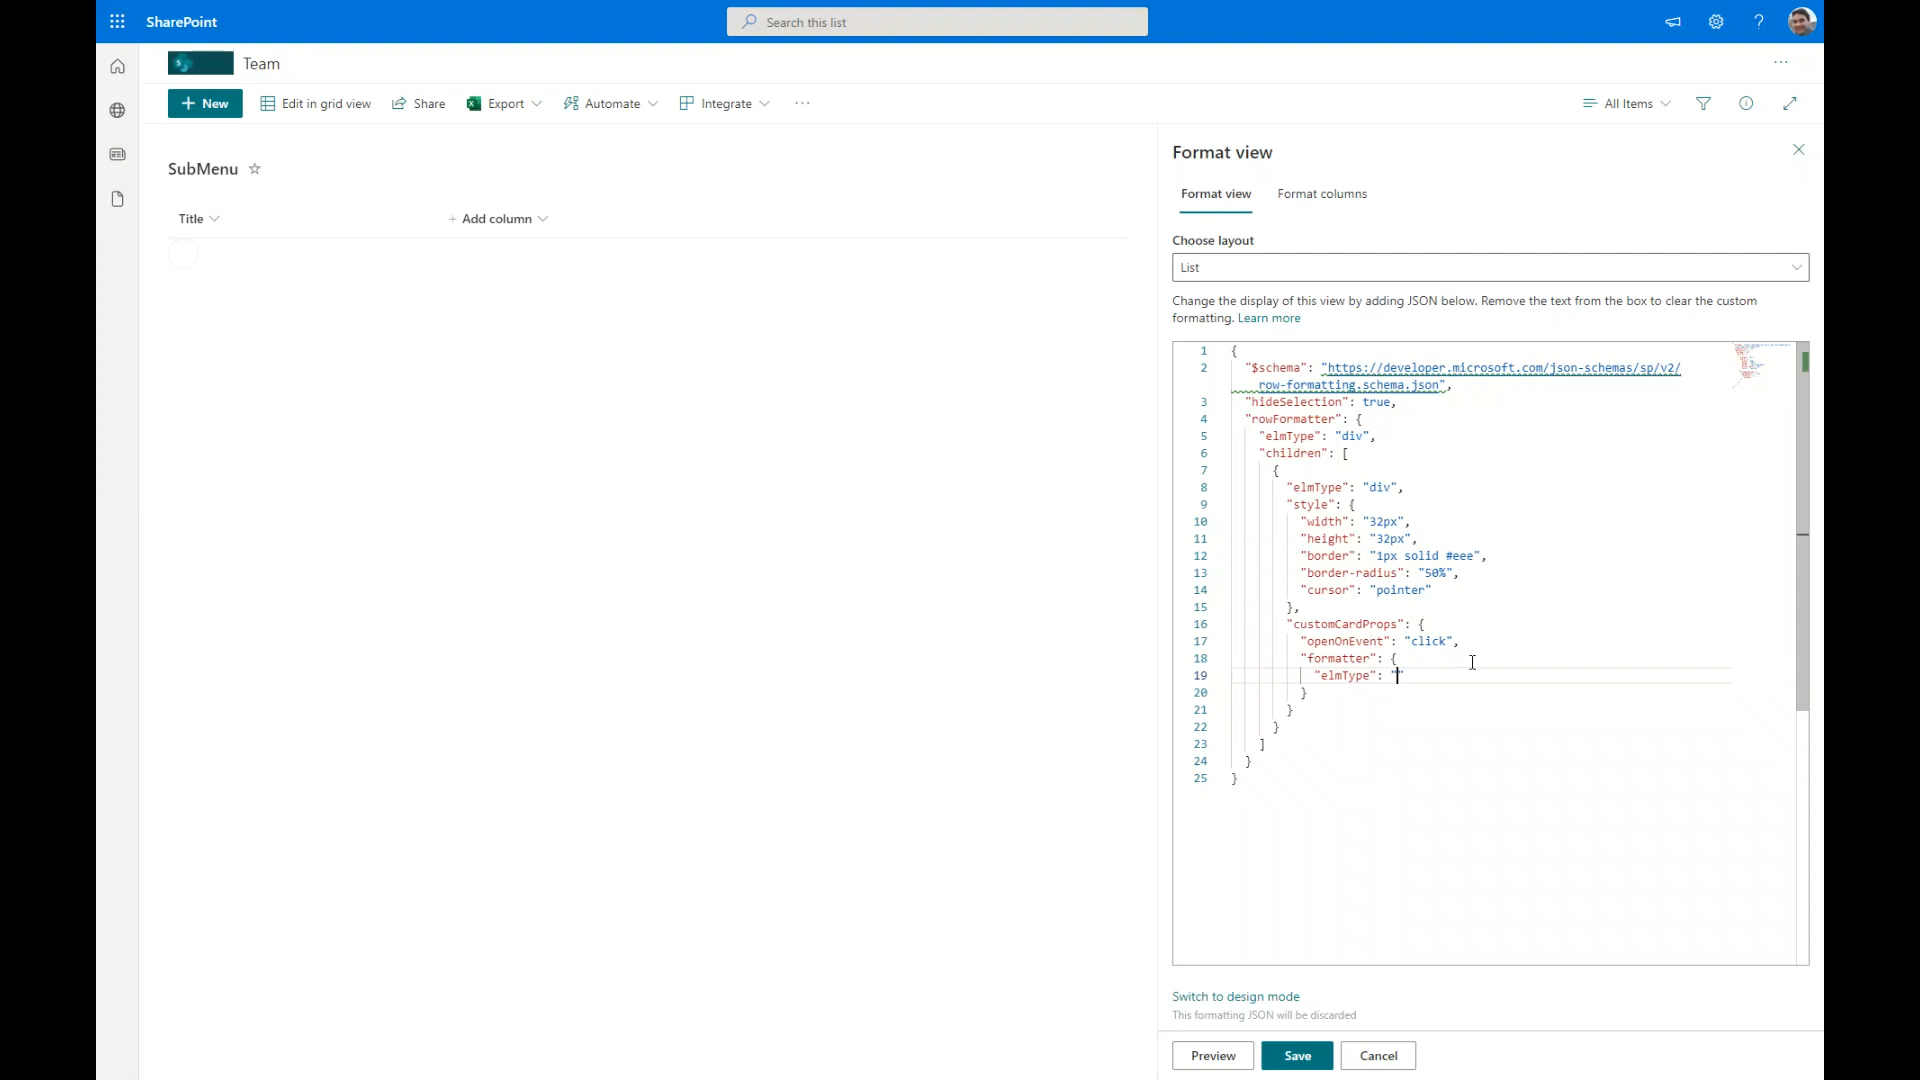 SharePoint
Search this list
Team
New
Edit in grid view
Share
Export
Automate
Integrate
All Items
SubMenu
Title
+ Add column
Format view
Format view
Format columns
Choose layout
List
Change the display of this view by adding JSON below. Remove the text from the box to clear the custom
formatting. Learn more
1 {
2 "$schema": "https://developer.microsoft.com/json-schemas/sp/v2/
row-formatting.schema.json",
3 "hideSelection": true,
4 "rowFormatter": {
5 "elmType": "div",
6 "children": [
7 {
8 "elmType": "div",
9 "style": {
10 "width": "32px",
11 "height": "32px",
12 "border": "1px solid #eee",
13 "border-radius": "50%",
14 "cursor": "pointer"
15 },
16 "customCardProps": {
17 "openOnEvent": "click",
18 "formatter": {
19 "elmType": ""
20 }
21 }
22 }
23 ]
24 }
25 }
Switch to design mode
This formatting JSON will be discarded
Preview
Save
Cancel